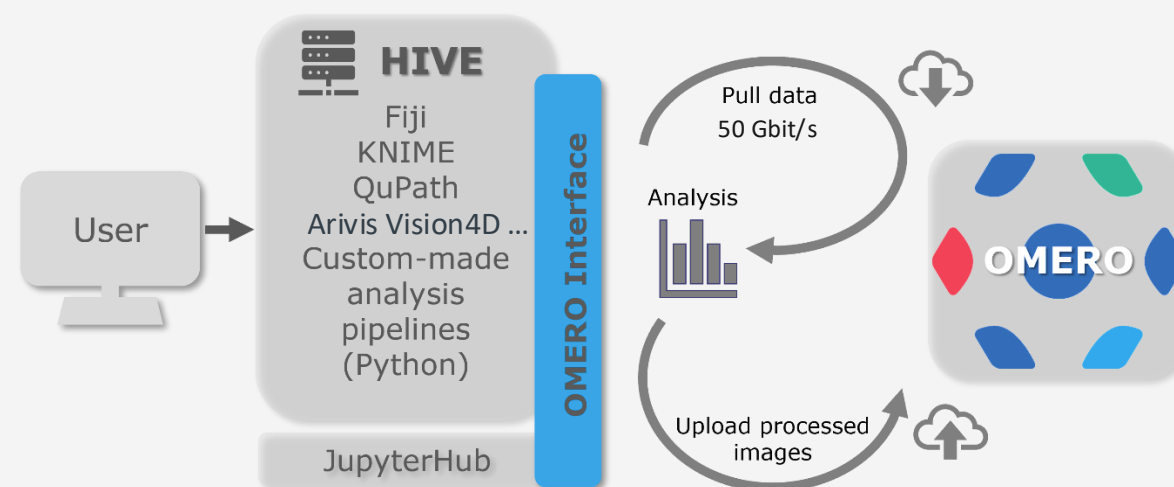 User
HIVE
Fiji
KNIME
QuPath
Arivis Vision4D ...
Custom-made
analysis
pipelines
(Python)
JupyterHub
OMERO Interface
Pull data
50 Gbit/s
Analysis
Upload processed
images
OMERO